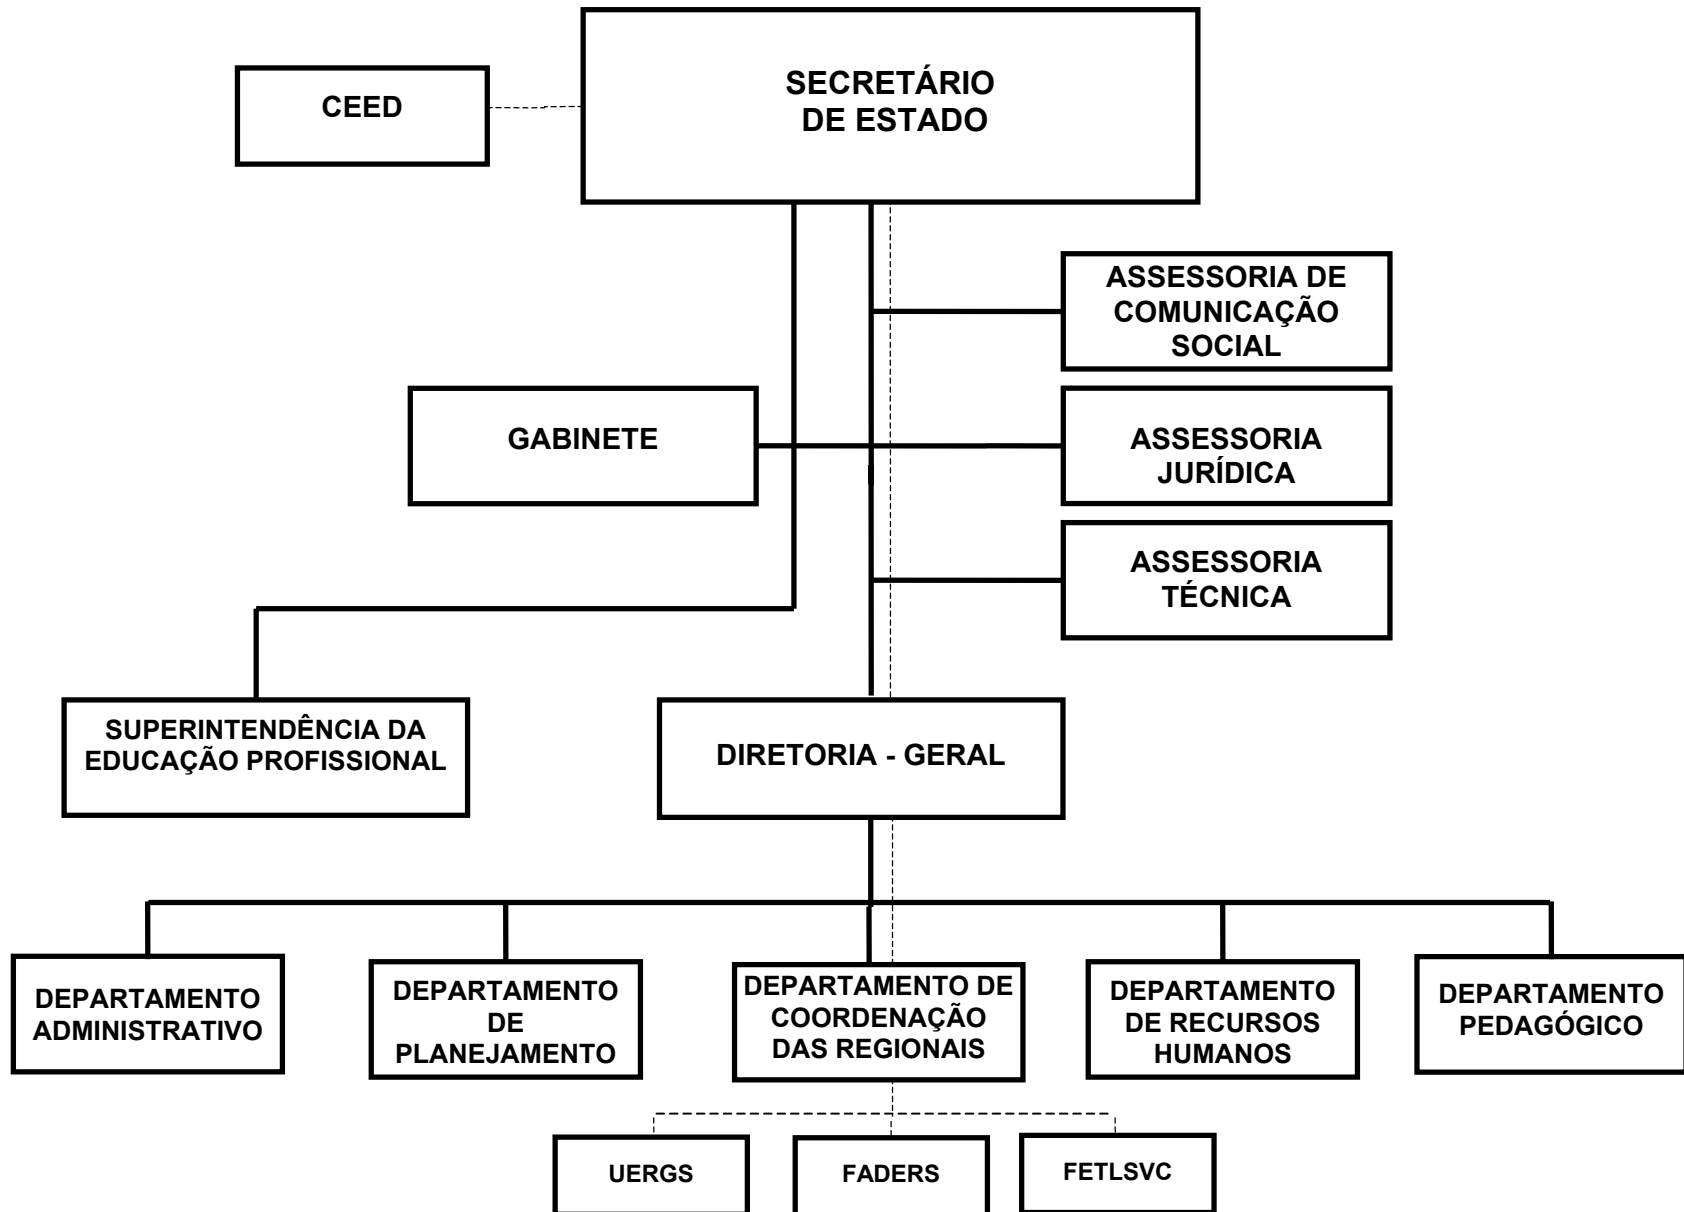 SECRETÁRIO
DE ESTADO
CEED
ASSESSORIA DE
COMUNICAÇÃO
SOCIAL
GABINETE
ASSESSORIA
JURÍDICA
ASSESSORIA
TÉCNICA
SUPERINTENDÊNCIA DA
EDUCAÇÃO PROFISSIONAL
DIRETORIA - GERAL
DEPARTAMENTO
ADMINISTRATIVO
DEPARTAMENTO
DE
PLANEJAMENTO
DEPARTAMENTO DE
COORDENAÇÃO
DAS REGIONAIS
DEPARTAMENTO
DE RECURSOS
HUMANOS
DEPARTAMENTO
PEDAGÓGICO
UERGS
FADERS
FETLSVC